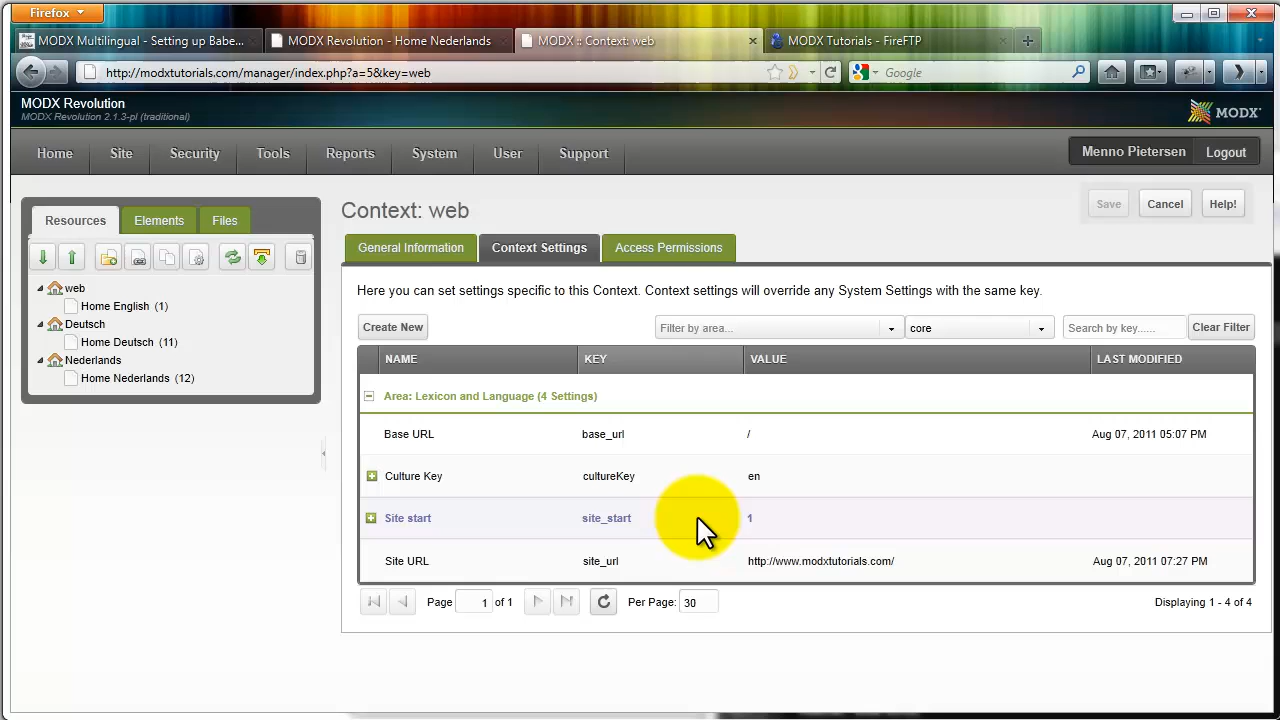 Firefox
MODX Multilingual - Setting up Babe...
MODX Revolution - Home Nederlands
MODX :: Context: web
MODX Tutorials - FireFTP
http://modxtutorials.com/manager/index.php?a=5&key=web
Google
MODX Revolution
MODX Revolution 2.1.3-pl (traditional)
MODX
Home
Site
Security
Tools
Reports
System
User
Support
Menno Pietersen
Logout
Resources
Elements
Files
web
Home English (1)
Deutsch
Home Deutsch (11)
Nederlands
Home Nederlands (12)
Context: web
Save
Cancel
Help!
General Information
Context Settings
Access Permissions
Here you can set settings specific to this Context. Context settings will override any System Settings with the same key.
Create New
Filter by area...
core
Search by key......
Clear Filter
NAME KEY VALUE LAST MODIFIED
Area: Lexicon and Language (4 Settings)
Base URL base_url / Aug 07, 2011 05:07 PM
Culture Key cultureKey en
Site start site_start 1
Site URL site_url http://www.modxtutorials.com/ Aug 07, 2011 07:27 PM
Page 1 of 1 Per Page: 30 Displaying 1 - 4 of 4